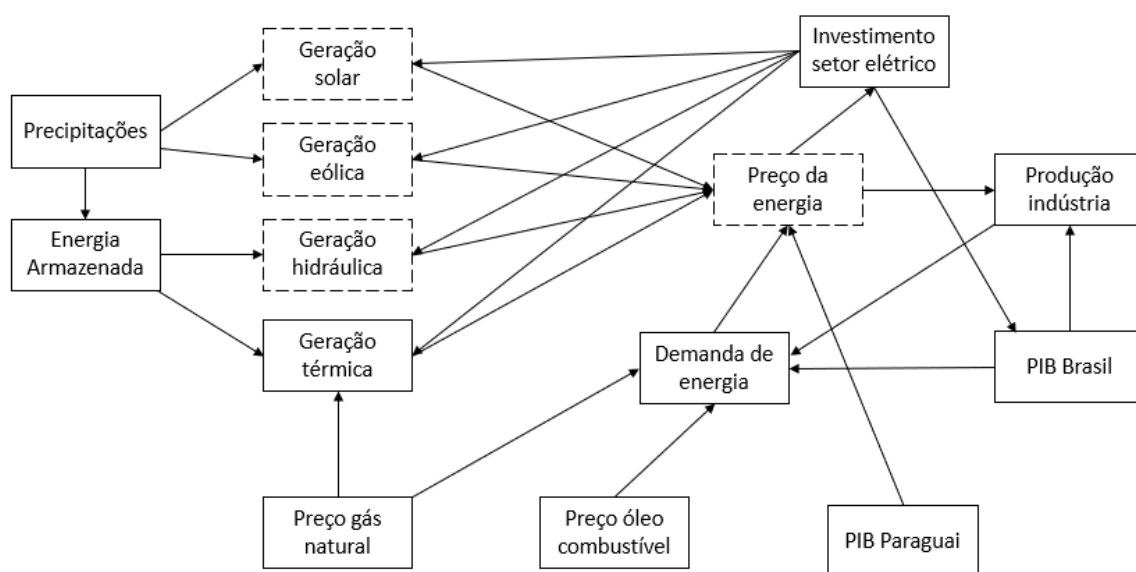 Geração
solar
Investimento
setor elétrico
Precipitações
Geração
eólica
Preço da
energia
Produção
indústria
Energia
Armazenada
Geração
hidráulica
Geração
térmica
Demanda de
energia
PIB Brasil
Preço gás
natural
Preço óleo
combustível
PIB Paraguai